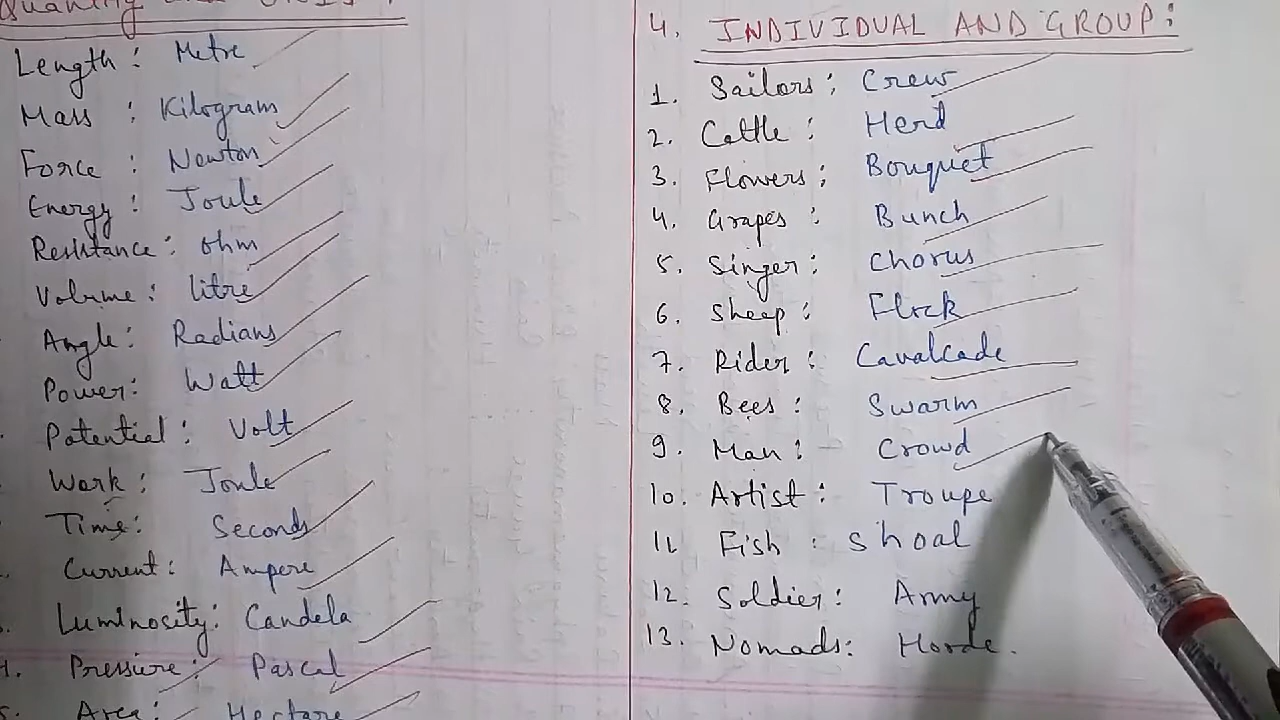 Quantity and Units:
Length: Metre
Mass: Kilogram
Force: Newton
Energy: Joule
Resistance: ohm
Volume: litre
Angle: Radians
Power: Watt
Potential: Volt
Work: Joule
Time: Seconds
Current: Ampere
Luminosity: Candela
Pressure: Pascal
Area: Hectare
4. INDIVIDUAL AND GROUP:
1. Sailors: Crew
2. Cattle: Herd
3. Flowers: Bouquet
4. Grapes: Bunch
5. Singer: Chorus
6. Sheep: Flock
7. Rider: Cavalcade
8. Bees: Swarm
9. Man: Crowd
10. Artist: Troupe
11. Fish: Shoal
12. Soldier: Army
13. Nomads: Horde.